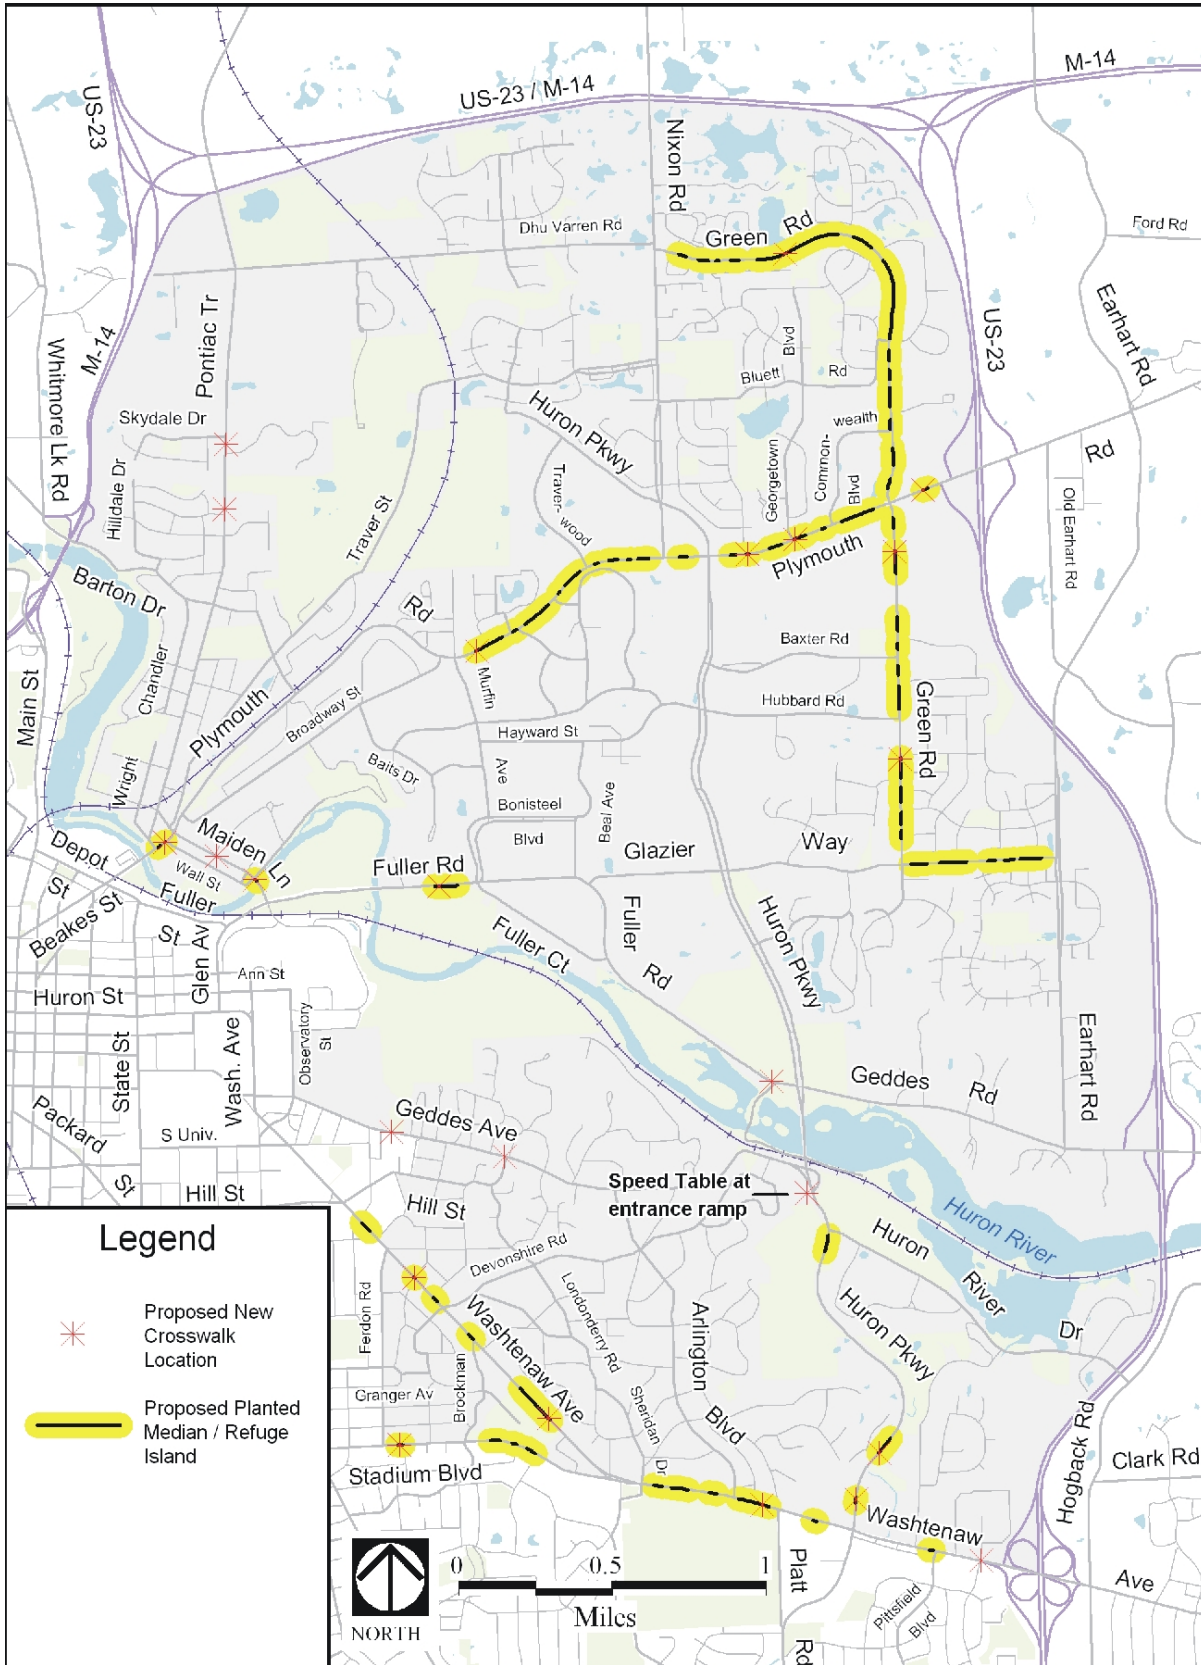 M-14
US-23 / M-14
US-23
Nixon Rd
Dhu Varren Rd
Green Rd
Ford Rd
Pontiac Tr
M-14
US-23
Earhart Rd
Whitmore Lk Rd
Bluett Rd
Blvd
Skydale Dr
Huron Pkwy
Common-
wealth
Blvd
Georgetown
Rd
Hilldale Dr
Traver-
wood
Old Earhart Rd
Traver St
Plymouth
Barton Dr
Rd
Baxter Rd
Chandler
Murfin
Ave
Hubbard Rd
Main St
Plymouth
Broadway St
Green Rd
Hayward St
Baits Dr
Wright
Bonisteel
Blvd
Beal Ave
Maiden Ln
Glazier Way
Depot
St
Wall St
Fuller Rd
Fuller
St
Beakes St
Fuller
Rd
Huron Pkwy
Glen Av
Fuller Ct
Ann St
Huron St
Observatory
St
State St
Wash. Ave
Earhart Rd
Geddes Rd
Packard
St
Geddes Ave
S Univ.
Speed Table at
entrance ramp
Hill St
Hill St
Huron River
Huron
River
Dr
Devonshire Rd
Legend
Proposed New
Crosswalk
Location
Proposed Planted
Median / Refuge
Island
Ferdon Rd
Londonderry Rd
Arlington
Blvd
Huron Pkwy
Washtenaw Ave
Granger Av
Brockman
Sheridan
Dr
Hogback Rd
Clark Rd
Stadium Blvd
Washtenaw
Ave
Platt
Rd
Pittsfield
Blvd
0 0.5 1
Miles
NORTH